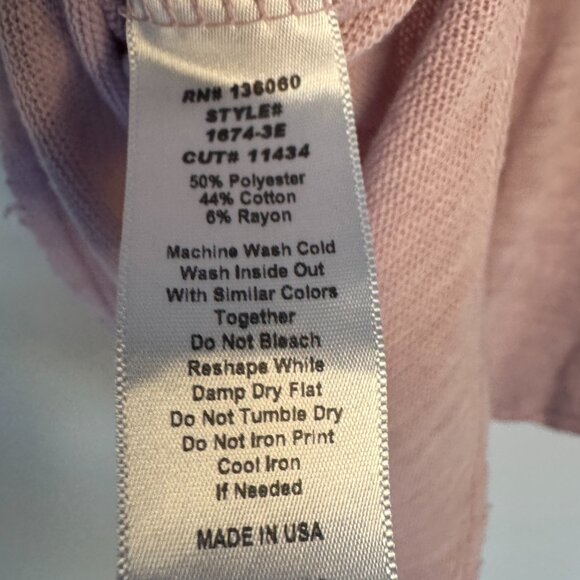 RN# 136060
STYLE#
1674-3E
CUT# 11434
50% Polyester
44% Cotton
6% Rayon
Machine Wash Cold
Wash Inside Out
With Similar Colors
Together
Do Not Bleach
Reshape While
Damp Dry Flat
Do Not Tumble Dry
Do Not Iron Print
Cool Iron
If Needed
MADE IN USA